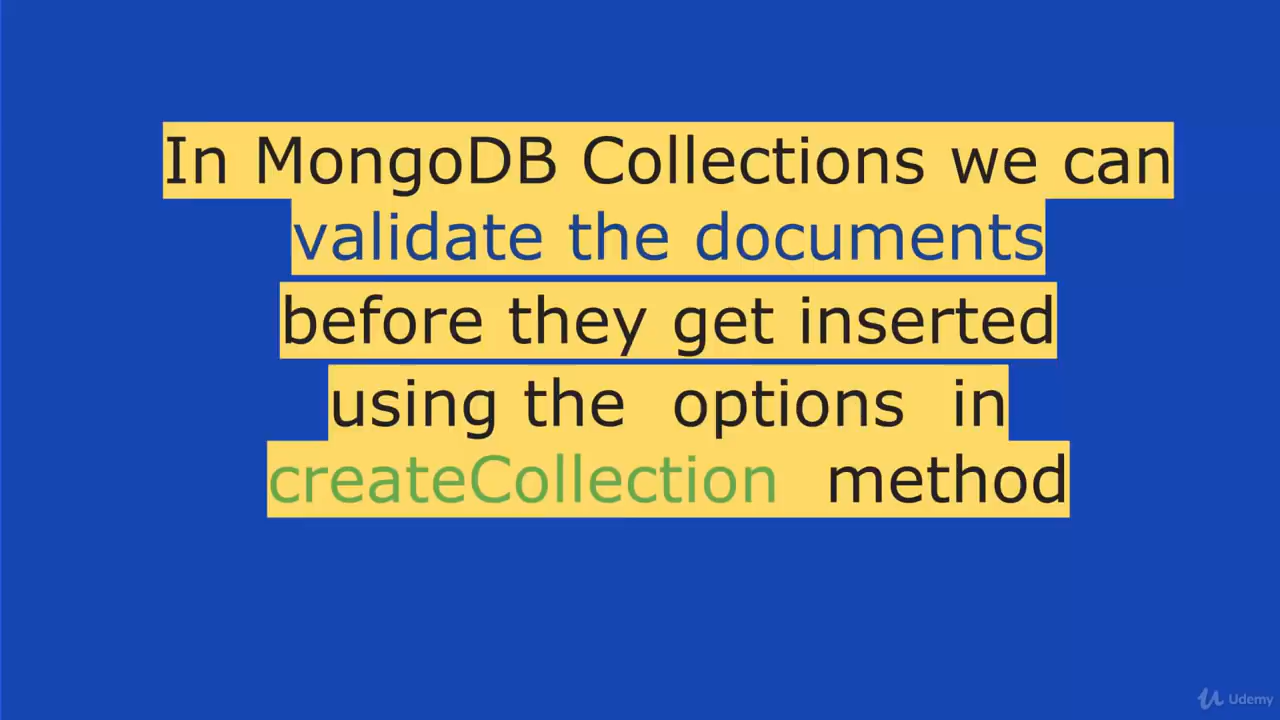 In MongoDB Collections we can
validate the documents
before they get inserted
using the options in
createCollection method
Udemy